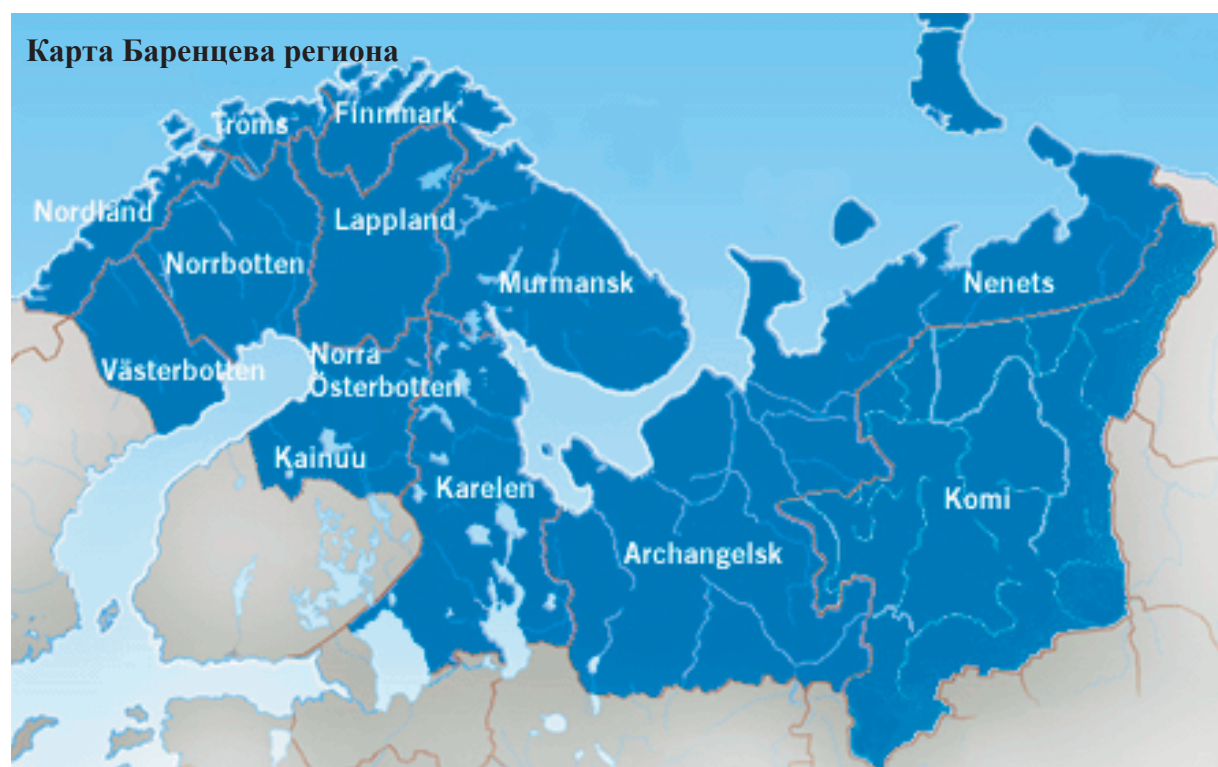 Карта Баренцева региона
Finnmark
Troms
Nordland
Lappland
Norrbotten
Murmansk
Nenets
Västerbotten
Norra
Österbotten
Kainuu
Karelen
Komi
Archangelsk